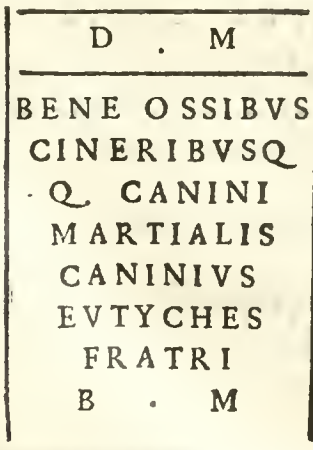 D . M
BENE OSSIBVS
CINERIBVSQ
Q. CANINI
MARTIALIS
CANINIVS
EVTYCHES
FRATRI
B . M